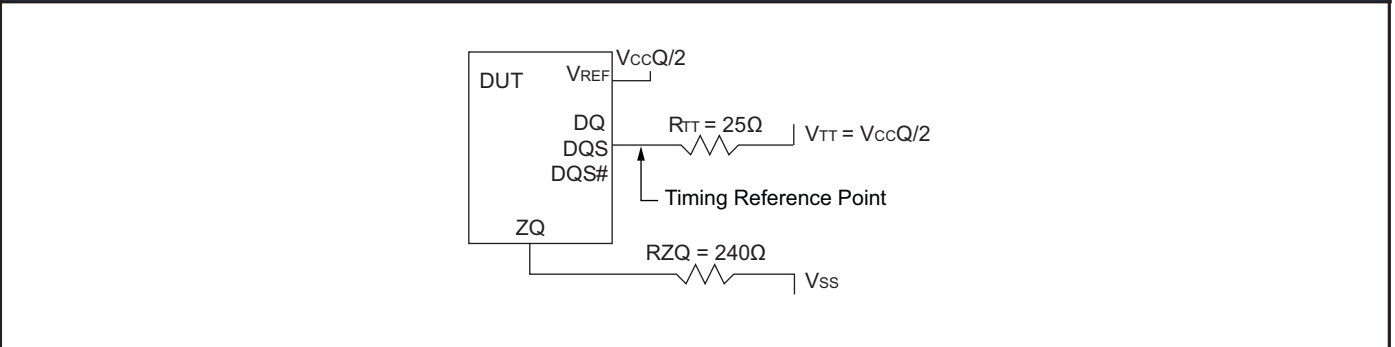 VCCQ/2
DUT
VREF
DQ
RTT = 25Ω
VTT = VCCQ/2
DQS
DQS#
Timing Reference Point
ZQ
RZQ = 240Ω
VSS